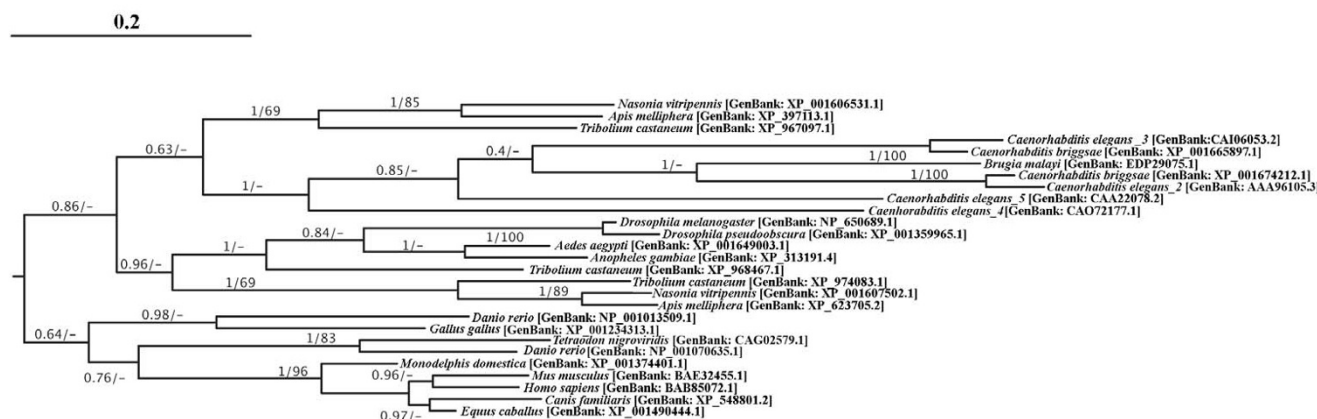 0.2
1/85
Nasonia vitripennis [GenBank: XP_001606531.1]
1/69
Apis melliphera [GenBank: XP_397113.1]
Tribolium castaneum [GenBank: XP_967097.1]
Caenorhabditis elegans_3 [GenBank:CAI06053.2]
0.63/–
0.4/–
Caenorhabditis briggsae [GenBank: XP_001665897.1]
1/100
Brugia malayi [GenBank: EDP29075.1]
0.85/–
1/–
Caenorhabditis briggsae [GenBank: XP_001674212.1]
1/100
1/–
Caenorhabditis elegans_2 [GenBank: AAA96105.3]
Caenorhabditis elegans_5 [GenBank: CAA22078.2]
0.86/–
Caenhorabditis elegans_4[GenBank: CAO72177.1]
Drosophila melanogaster [GenBank: NP_650689.1]
0.84/–
Drosophila pseudoobscura [GenBank: XP_001359965.1]
1/–
1/100
Aedes aegypti [GenBank: XP_001649003.1]
1/–
Anopheles gambiae [GenBank: XP_313191.4]
0.96/–
Tribolium castaneum [GenBank: XP_968467.1]
1/69
Tribolium castaneum [GenBank: XP_974083.1]
1/89
Nasonia vitripennis [GenBank: XP_001607502.1]
Apis melliphera [GenBank: XP_623705.2]
0.98/–
Danio rerio [GenBank: NP_001013509.1]
0.64/–
Gallus gallus [GenBank: XP_001234313.1]
1/83
Tetraodon nigroviridis [GenBank: CAG02579.1]
Danio rerio [GenBank: NP_001070635.1]
0.76/–
Monodelphis domestica [GenBank: XP_001374401.1]
1/96
0.96/–
Mus musculus [GenBank: BAE32455.1]
Homo sapiens [GenBank: BAB85072.1]
Canis familiaris [GenBank: XP_548801.2]
0.97/–
Equus caballus [GenBank: XP_001490444.1]